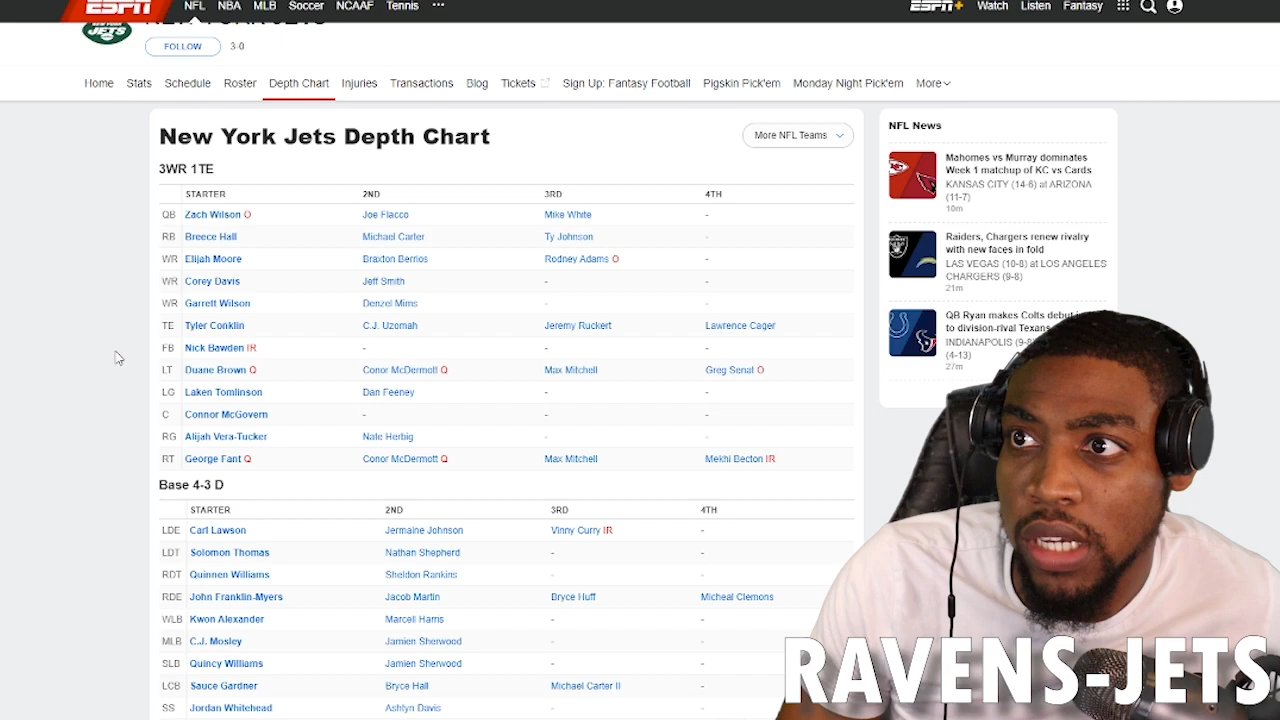 ESPN NFL NBA MLB Soccer NCAAF Tennis ••• ESPN+ Watch Listen Fantasy
JETS
FOLLOW 3-0
Home Stats Schedule Roster Depth Chart Injuries Transactions Blog Tickets Sign Up: Fantasy Football Pigskin Pick'em Monday Night Pick'em More
New York Jets Depth Chart
More NFL Teams
3WR 1TE
STARTER 2ND 3RD 4TH
QB Zach Wilson O Joe Flacco Mike White -
RB Breece Hall Michael Carter Ty Johnson -
WR Elijah Moore Braxton Berrios Rodney Adams O -
WR Corey Davis Jeff Smith - -
WR Garrett Wilson Denzel Mims - -
TE Tyler Conklin C.J. Uzomah Jeremy Ruckert Lawrence Cager
FB Nick Bawden IR - - -
LT Duane Brown Q Conor McDermott Q Max Mitchell Greg Senat O
LG Laken Tomlinson Dan Feeney - -
C Connor McGovern - - -
RG Alijah Vera-Tucker Nate Herbig - -
RT George Fant Q Conor McDermott Q Max Mitchell Mekhi Becton IR
Base 4-3 D
STARTER 2ND 3RD 4TH
LDE Carl Lawson Jermaine Johnson Vinny Curry IR -
LDT Solomon Thomas Nathan Shepherd - -
RDT Quinnen Williams Sheldon Rankins - -
RDE John Franklin-Myers Jacob Martin Bryce Huff Micheal Clemons
WLB Kwon Alexander Marcell Harris - -
MLB C.J. Mosley Jamien Sherwood - -
SLB Quincy Williams Jamien Sherwood - -
LCB Sauce Gardner Bryce Hall Michael Carter II -
SS Jordan Whitehead Ashtyn Davis - -
NFL News
Mahomes vs Murray dominates
Week 1 matchup of KC vs Cards
KANSAS CITY (14-6) at ARIZONA
(11-7)
10m
Raiders, Chargers renew rivalry
with new faces in fold
LAS VEGAS (10-8) at LOS ANGELES
CHARGERS (9-8)
21m
QB Ryan makes Colts debut
to division-rival Texans
INDIANAPOLIS (9-8)
(4-13)
27m
RAVENS-JETS